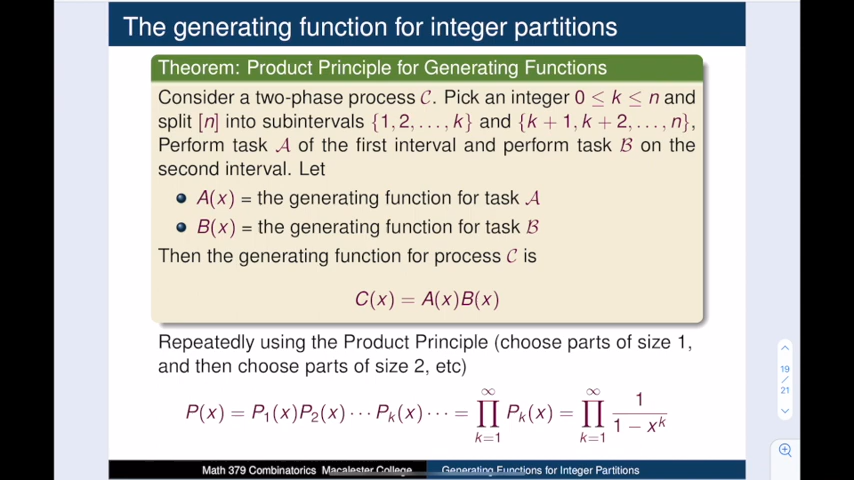 The generating function for integer partitions
Theorem: Product Principle for Generating Functions
Consider a two-phase process 𝒞. Pick an integer 0 ≤ k ≤ n and
split [n] into subintervals {1, 2, . . . , k} and {k + 1, k + 2, . . . , n},
Perform task 𝒜 of the first interval and perform task ℬ on the
second interval. Let
A(x) = the generating function for task 𝒜
B(x) = the generating function for task ℬ
Then the generating function for process 𝒞 is
C(x) = A(x)B(x)
Repeatedly using the Product Principle (choose parts of size 1,
and then choose parts of size 2, etc)
P(x) = P₁(x)P₂(x) · · · Pₖ(x) · · · = ∏_{k=1}^{∞} Pₖ(x) = ∏_{k=1}^{∞} 1/(1 − xᵏ)
19
/
21
Math 379 Combinatorics Macalester College
Generating Functions for Integer Partitions